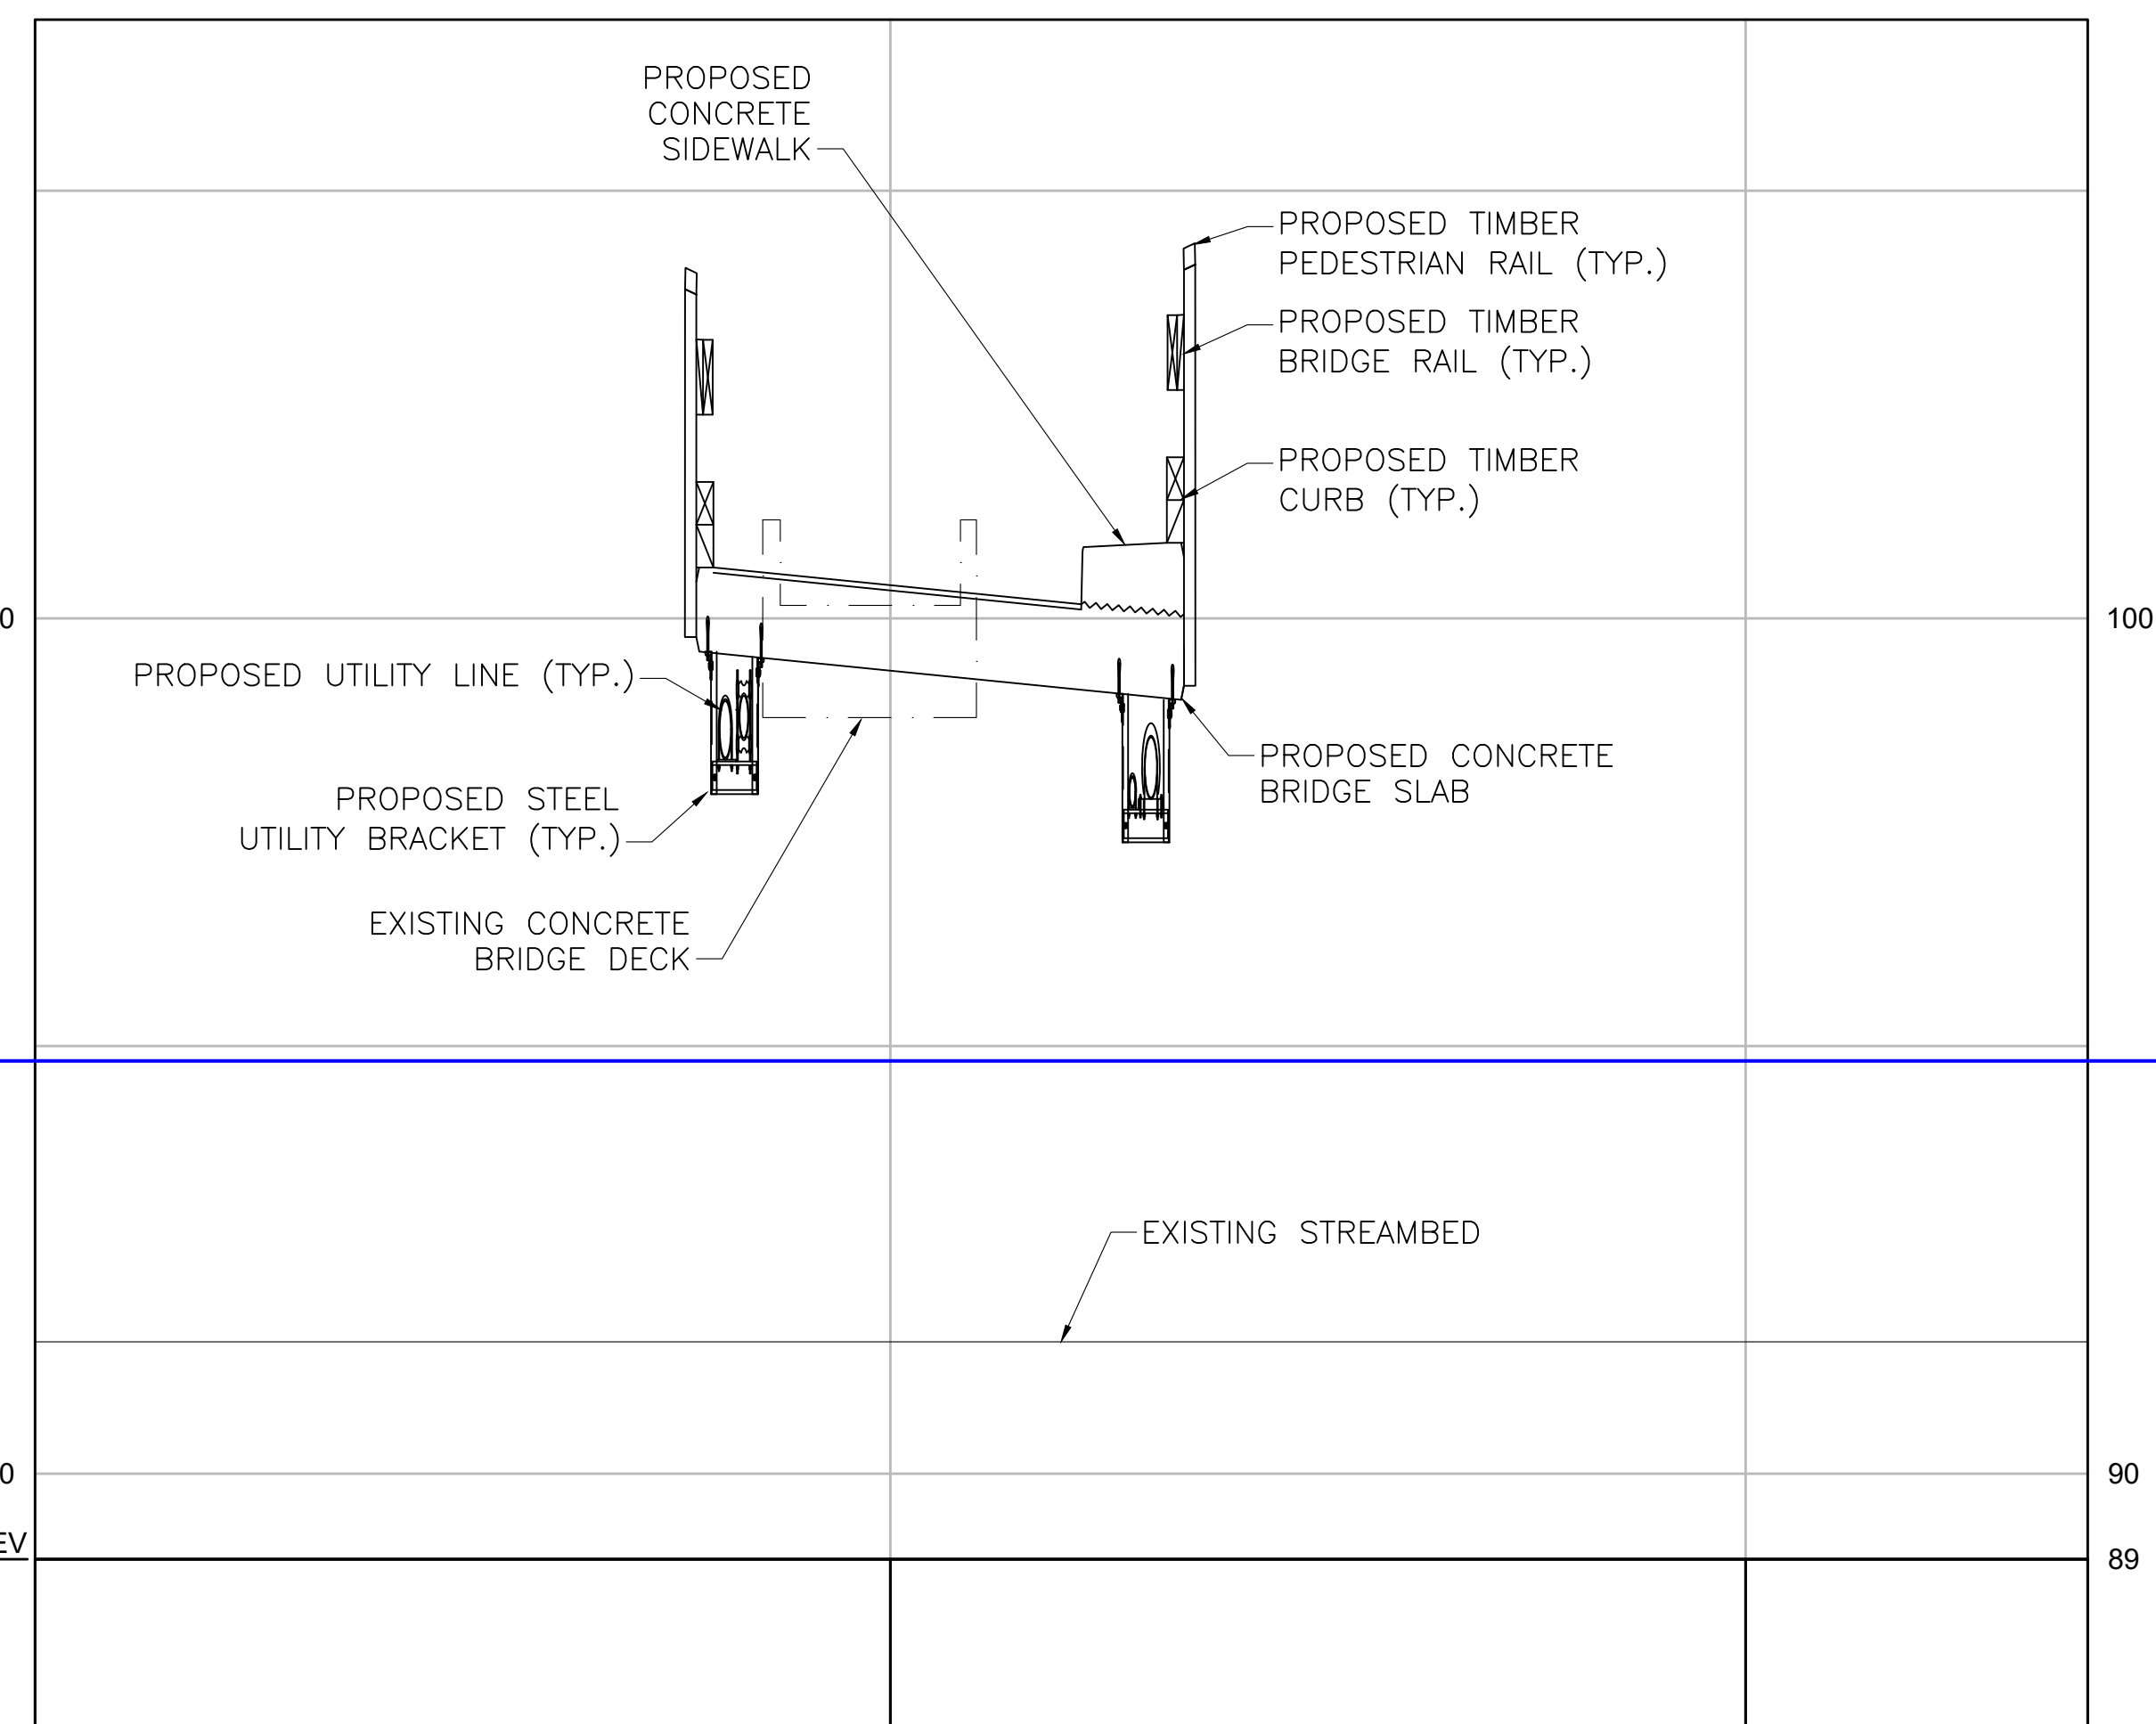 PROPOSED
CONCRETE
SIDEWALK
PROPOSED TIMBER
PEDESTRIAN RAIL (TYP.)
PROPOSED TIMBER
BRIDGE RAIL (TYP.)
PROPOSED TIMBER
CURB (TYP.)
0
100
PROPOSED UTILITY LINE (TYP.)
PROPOSED CONCRETE
BRIDGE SLAB
PROPOSED STEEL
UTILITY BRACKET (TYP.)
EXISTING CONCRETE
BRIDGE DECK
EXISTING STREAMBED
0
90
EV
89